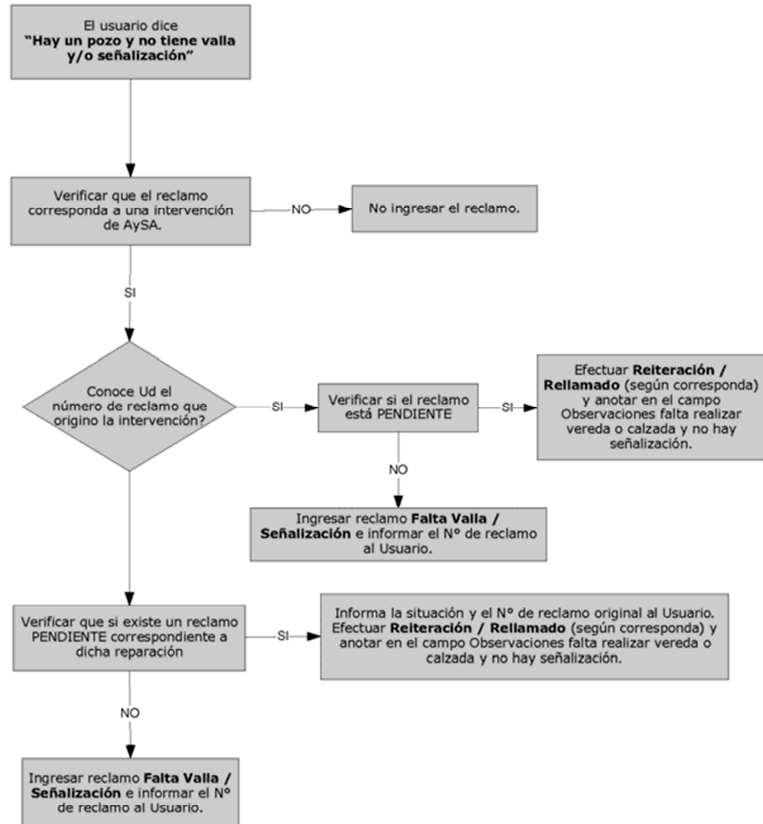 El usuario dice
“Hay un pozo y no tiene valla
y/o señalización”
Verificar que el reclamo
corresponda a una intervención
de AySA.
NO
No ingresar el reclamo.
SI
Conoce Ud el
número de reclamo que
origino la intervención?
SI
Verificar si el reclamo
está PENDIENTE
SI
Efectuar Reiteración /
Rellamado (según corresponda)
y anotar en el campo
Observaciones falta realizar
vereda o calzada y no hay
señalización.
NO
Ingresar reclamo Falta Valla /
Señalización e informar el Nº de reclamo
al Usuario.
Verificar que si existe un reclamo
PENDIENTE correspondiente a
dicha reparación
SI
Informa la situación y el Nº de reclamo original al Usuario.
Efectuar Reiteración / Rellamado (según corresponda) y
anotar en el campo Observaciones falta realizar vereda o
calzada y no hay señalización.
NO
Ingresar reclamo Falta Valla /
Señalización e informar el Nº
de reclamo al Usuario.